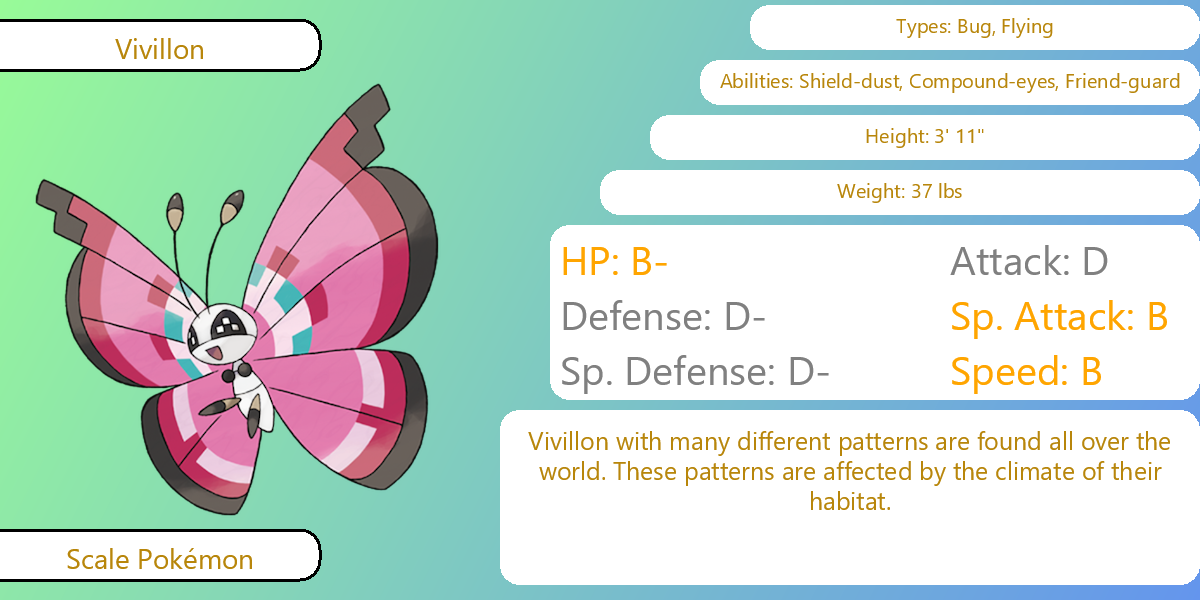 Vivillon
Types: Bug, Flying
Abilities: Shield-dust, Compound-eyes, Friend-guard
Height: 3' 11"
Weight: 37 lbs
HP: B-
Attack: D
Defense: D-
Sp. Attack: B
Sp. Defense: D-
Speed: B
Vivillon with many different patterns are found all over the
world. These patterns are affected by the climate of their
habitat.
Scale Pokémon